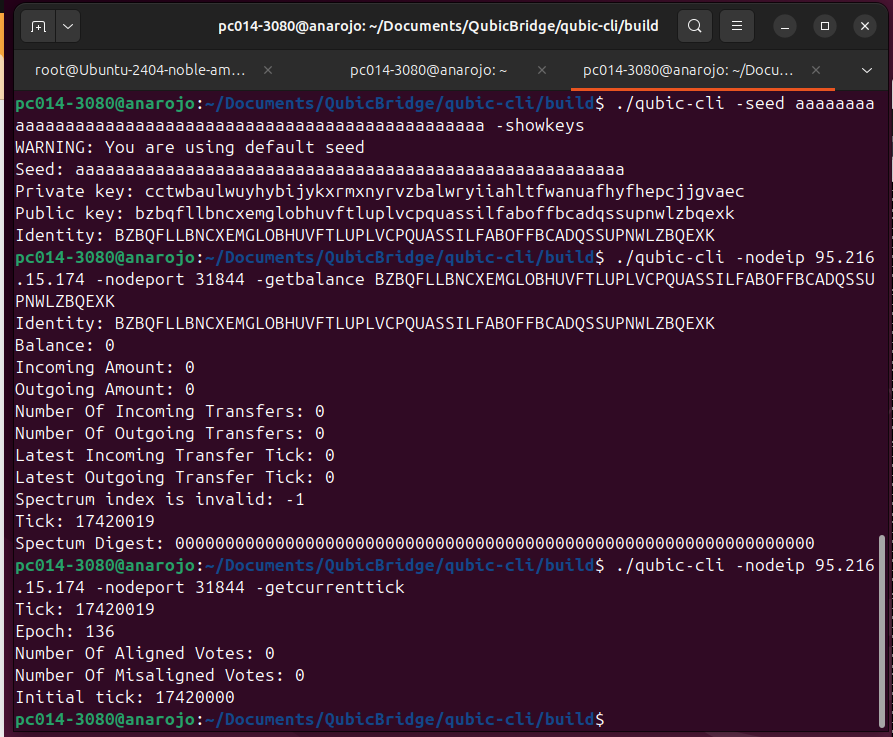 pc014-3080@anarojo: ~/Documents/QubicBridge/qubic-cli/build
root@Ubuntu-2404-noble-am... × pc014-3080@anarojo: ~ × pc014-3080@anarojo: ~/Docu... ×
pc014-3080@anarojo:~/Documents/QubicBridge/qubic-cli/build$ ./qubic-cli -seed aaaaaaaa
aaaaaaaaaaaaaaaaaaaaaaaaaaaaaaaaaaaaaaaaaaaaaaa -showkeys
WARNING: You are using default seed
Seed: aaaaaaaaaaaaaaaaaaaaaaaaaaaaaaaaaaaaaaaaaaaaaaaaaaaaaaa
Private key: cctwbaulwuyhybijykxrmxnyrvzbalwryiiahltfwanuafhyfhepcjjgvaec
Public key: bzbqfllbncxemglobhuvftluplvcpquassilfaboffbcadqssupnwlzbqexk
Identity: BZBQFLLBNCXEMGLOBHUVFTLUPLVCPQUASSILFABOFFBCADQSSUPNWLZBQEXK
pc014-3080@anarojo:~/Documents/QubicBridge/qubic-cli/build$ ./qubic-cli -nodeip 95.216
.15.174 -nodeport 31844 -getbalance BZBQFLLBNCXEMGLOBHUVFTLUPLVCPQUASSILFABOFFBCADQSSU
PNWLZBQEXK
Identity: BZBQFLLBNCXEMGLOBHUVFTLUPLVCPQUASSILFABOFFBCADQSSUPNWLZBQEXK
Balance: 0
Incoming Amount: 0
Outgoing Amount: 0
Number Of Incoming Transfers: 0
Number Of Outgoing Transfers: 0
Latest Incoming Transfer Tick: 0
Latest Outgoing Transfer Tick: 0
Spectrum index is invalid: -1
Tick: 17420019
Spectum Digest: 0000000000000000000000000000000000000000000000000000000000000000
pc014-3080@anarojo:~/Documents/QubicBridge/qubic-cli/build$ ./qubic-cli -nodeip 95.216
.15.174 -nodeport 31844 -getcurrenttick
Tick: 17420019
Epoch: 136
Number Of Aligned Votes: 0
Number Of Misaligned Votes: 0
Initial tick: 17420000
pc014-3080@anarojo:~/Documents/QubicBridge/qubic-cli/build$